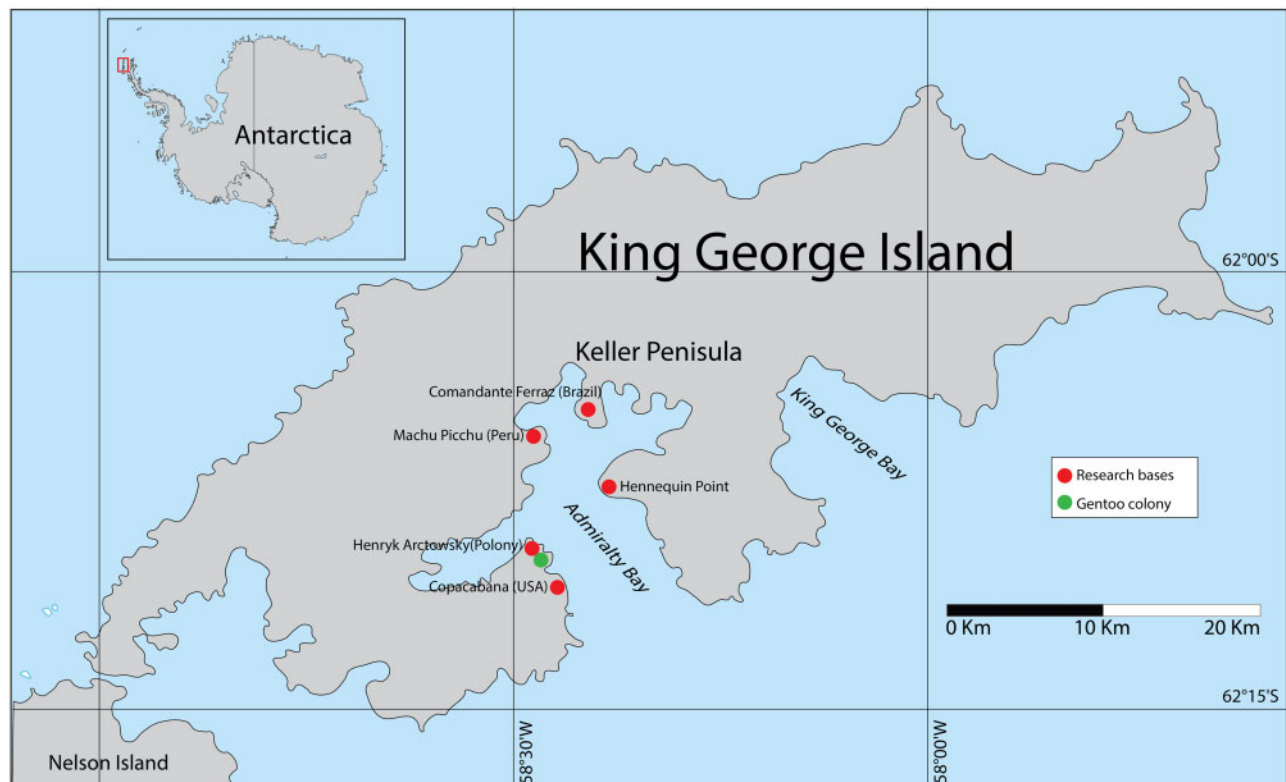 Antarctica
King George Island
62°00'S
Keller Penisula
Comandante Ferraz (Brazil)
King George Bay
Machu Picchu (Peru)
Research bases
Hennequin Point
Gentoo colony
Admiralty Bay
Henryk Arctowsky(Polony)
Copacabana (USA)
0 Km
10 Km
20 Km
62°15'S
58°30'W
58°00'W
Nelson Island